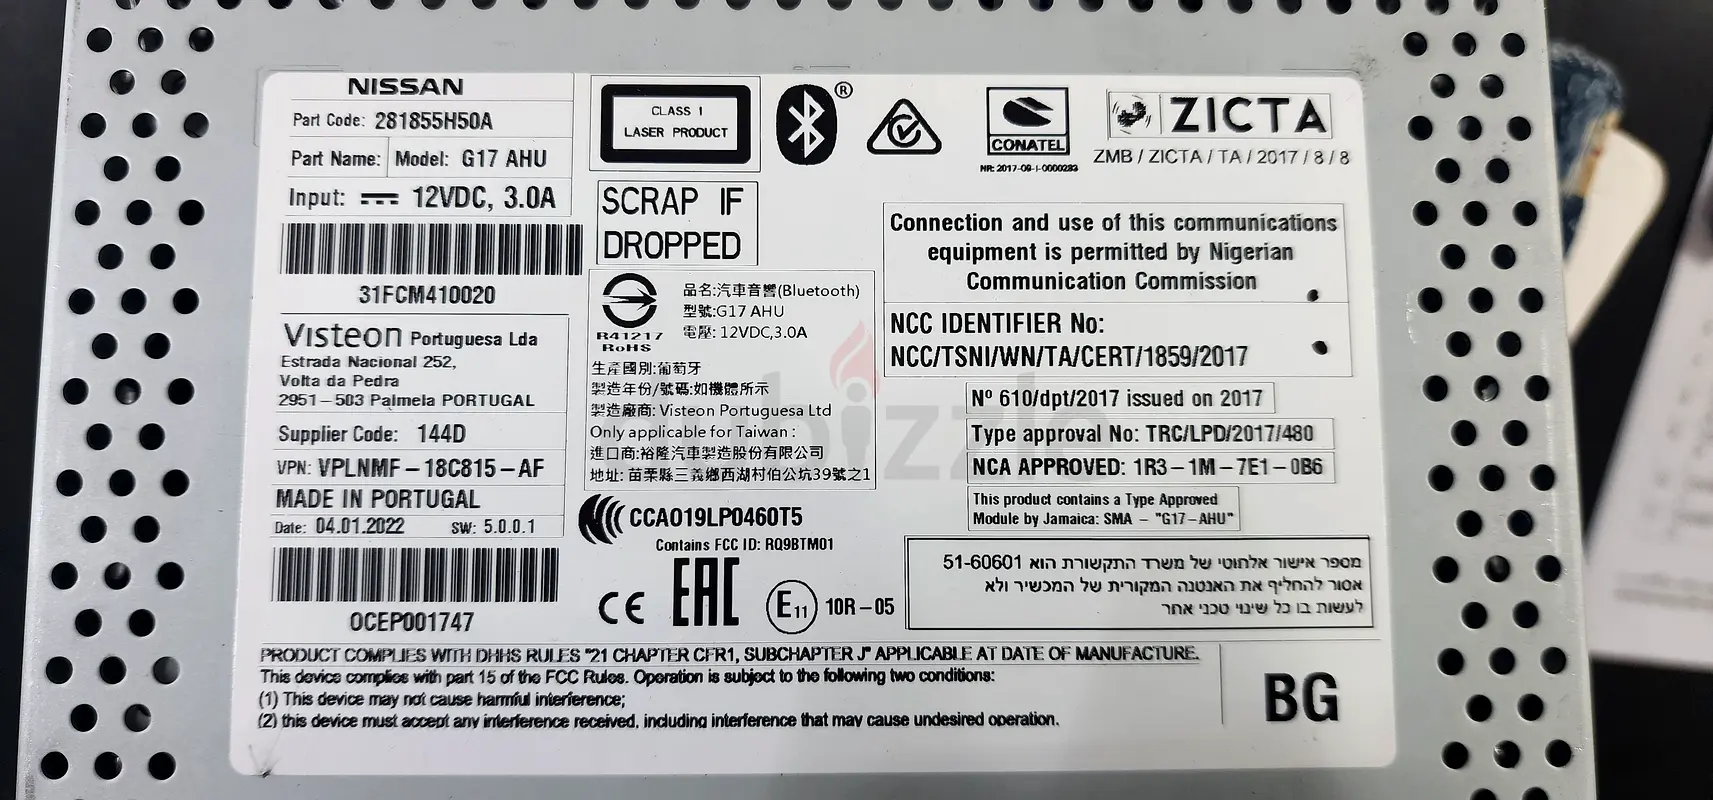 NISSAN
Part Code: 281855H50A
Part Name: Model: G17 AHU
Input: 12VDC, 3.0A
31FCM410020
Visteon Portuguesa Lda
Estrada Nacional 252,
Volta da Pedra
2951-503 Palmela PORTUGAL
Supplier Code: 144D
VPN: VPLNMF-18C815-AF
MADE IN PORTUGAL
Date: 04.01.2022 SW: 5.0.0.1
0CEP001747
CLASS 1
LASER PRODUCT
®
CONATEL
NR: 2017-09-I-0000283
ZICTA
ZMB / ZICTA / TA / 2017 / 8 / 8
SCRAP IF
DROPPED
R41217
RoHS
品名:汽車音響(Bluetooth)
型號:G17 AHU
電壓: 12VDC,3.0A
生產國別:葡萄牙
製造年份/號碼:如機體所示
製造廠商: Visteon Portuguesa Ltd
Only applicable for Taiwan :
進口商:裕隆汽車製造股份有限公司
地址: 苗栗縣三義鄉西湖村伯公坑39號之1
Connection and use of this communications
equipment is permitted by Nigerian
Communication Commission
NCC IDENTIFIER No:
NCC/TSNI/WN/TA/CERT/1859/2017
Nº 610/dpt/2017 issued on 2017
Type approval No: TRC/LPD/2017/480
NCA APPROVED: 1R3-1M-7E1-0B6
This product contains a Type Approved
Module by Jamaica: SMA - "G17-AHU"
CCAO19LP0460T5
Contains FCC ID: RQ9BTM01
CE EAC E11 10R-05
מספר אישור אלחוטי של משרד התקשורת הוא 51-60601
אסור להחליף את האנטנה המקורית של המכשיר ולא
לעשות בו כל שינוי טכני אחר
PRODUCT COMPLIES WITH DHHS RULES "21 CHAPTER CFR1, SUBCHAPTER J" APPLICABLE AT DATE OF MANUFACTURE.
This device complies with part 15 of the FCC Rules. Operation is subject to the following two conditions:
(1) This device may not cause harmful interference;
(2) this device must accept any interference received, including interference that may cause undesired operation.
BG
dubizzle